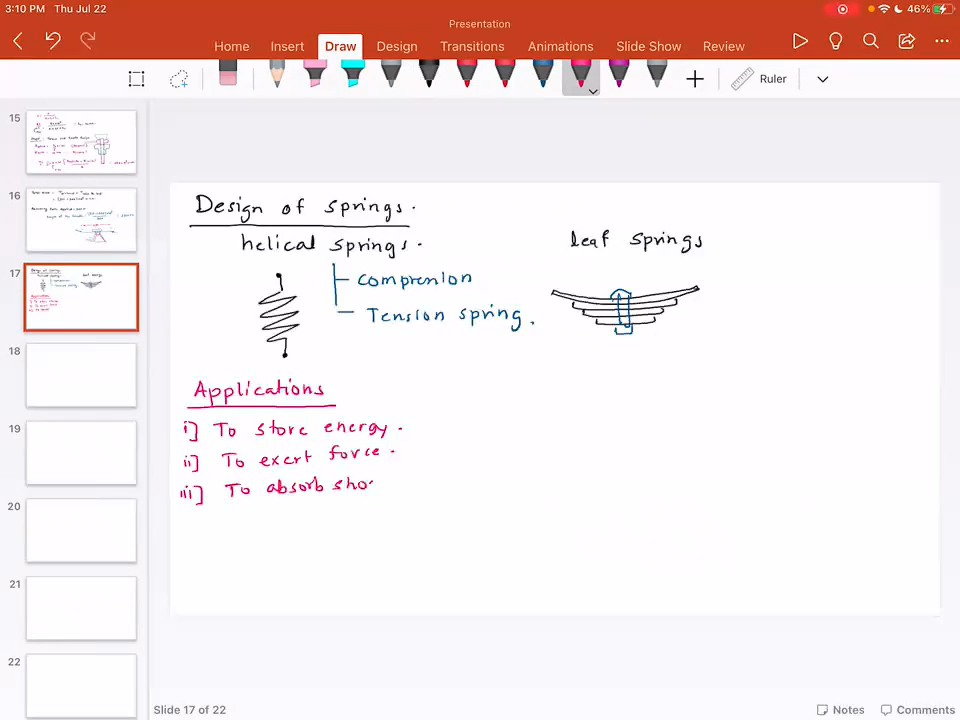 3:10 PM Thu Jul 22
46%
Presentation
Home Insert Draw Design Transitions Animations Slide Show Review
Ruler
15
16
17
18
19
20
21
22
Design of springs.
helical springs.
leaf springs
compression
Tension spring.
Applications
i] To store energy.
ii] To exert force.
iii] To absorb sho
Slide 17 of 22
Notes
Comments